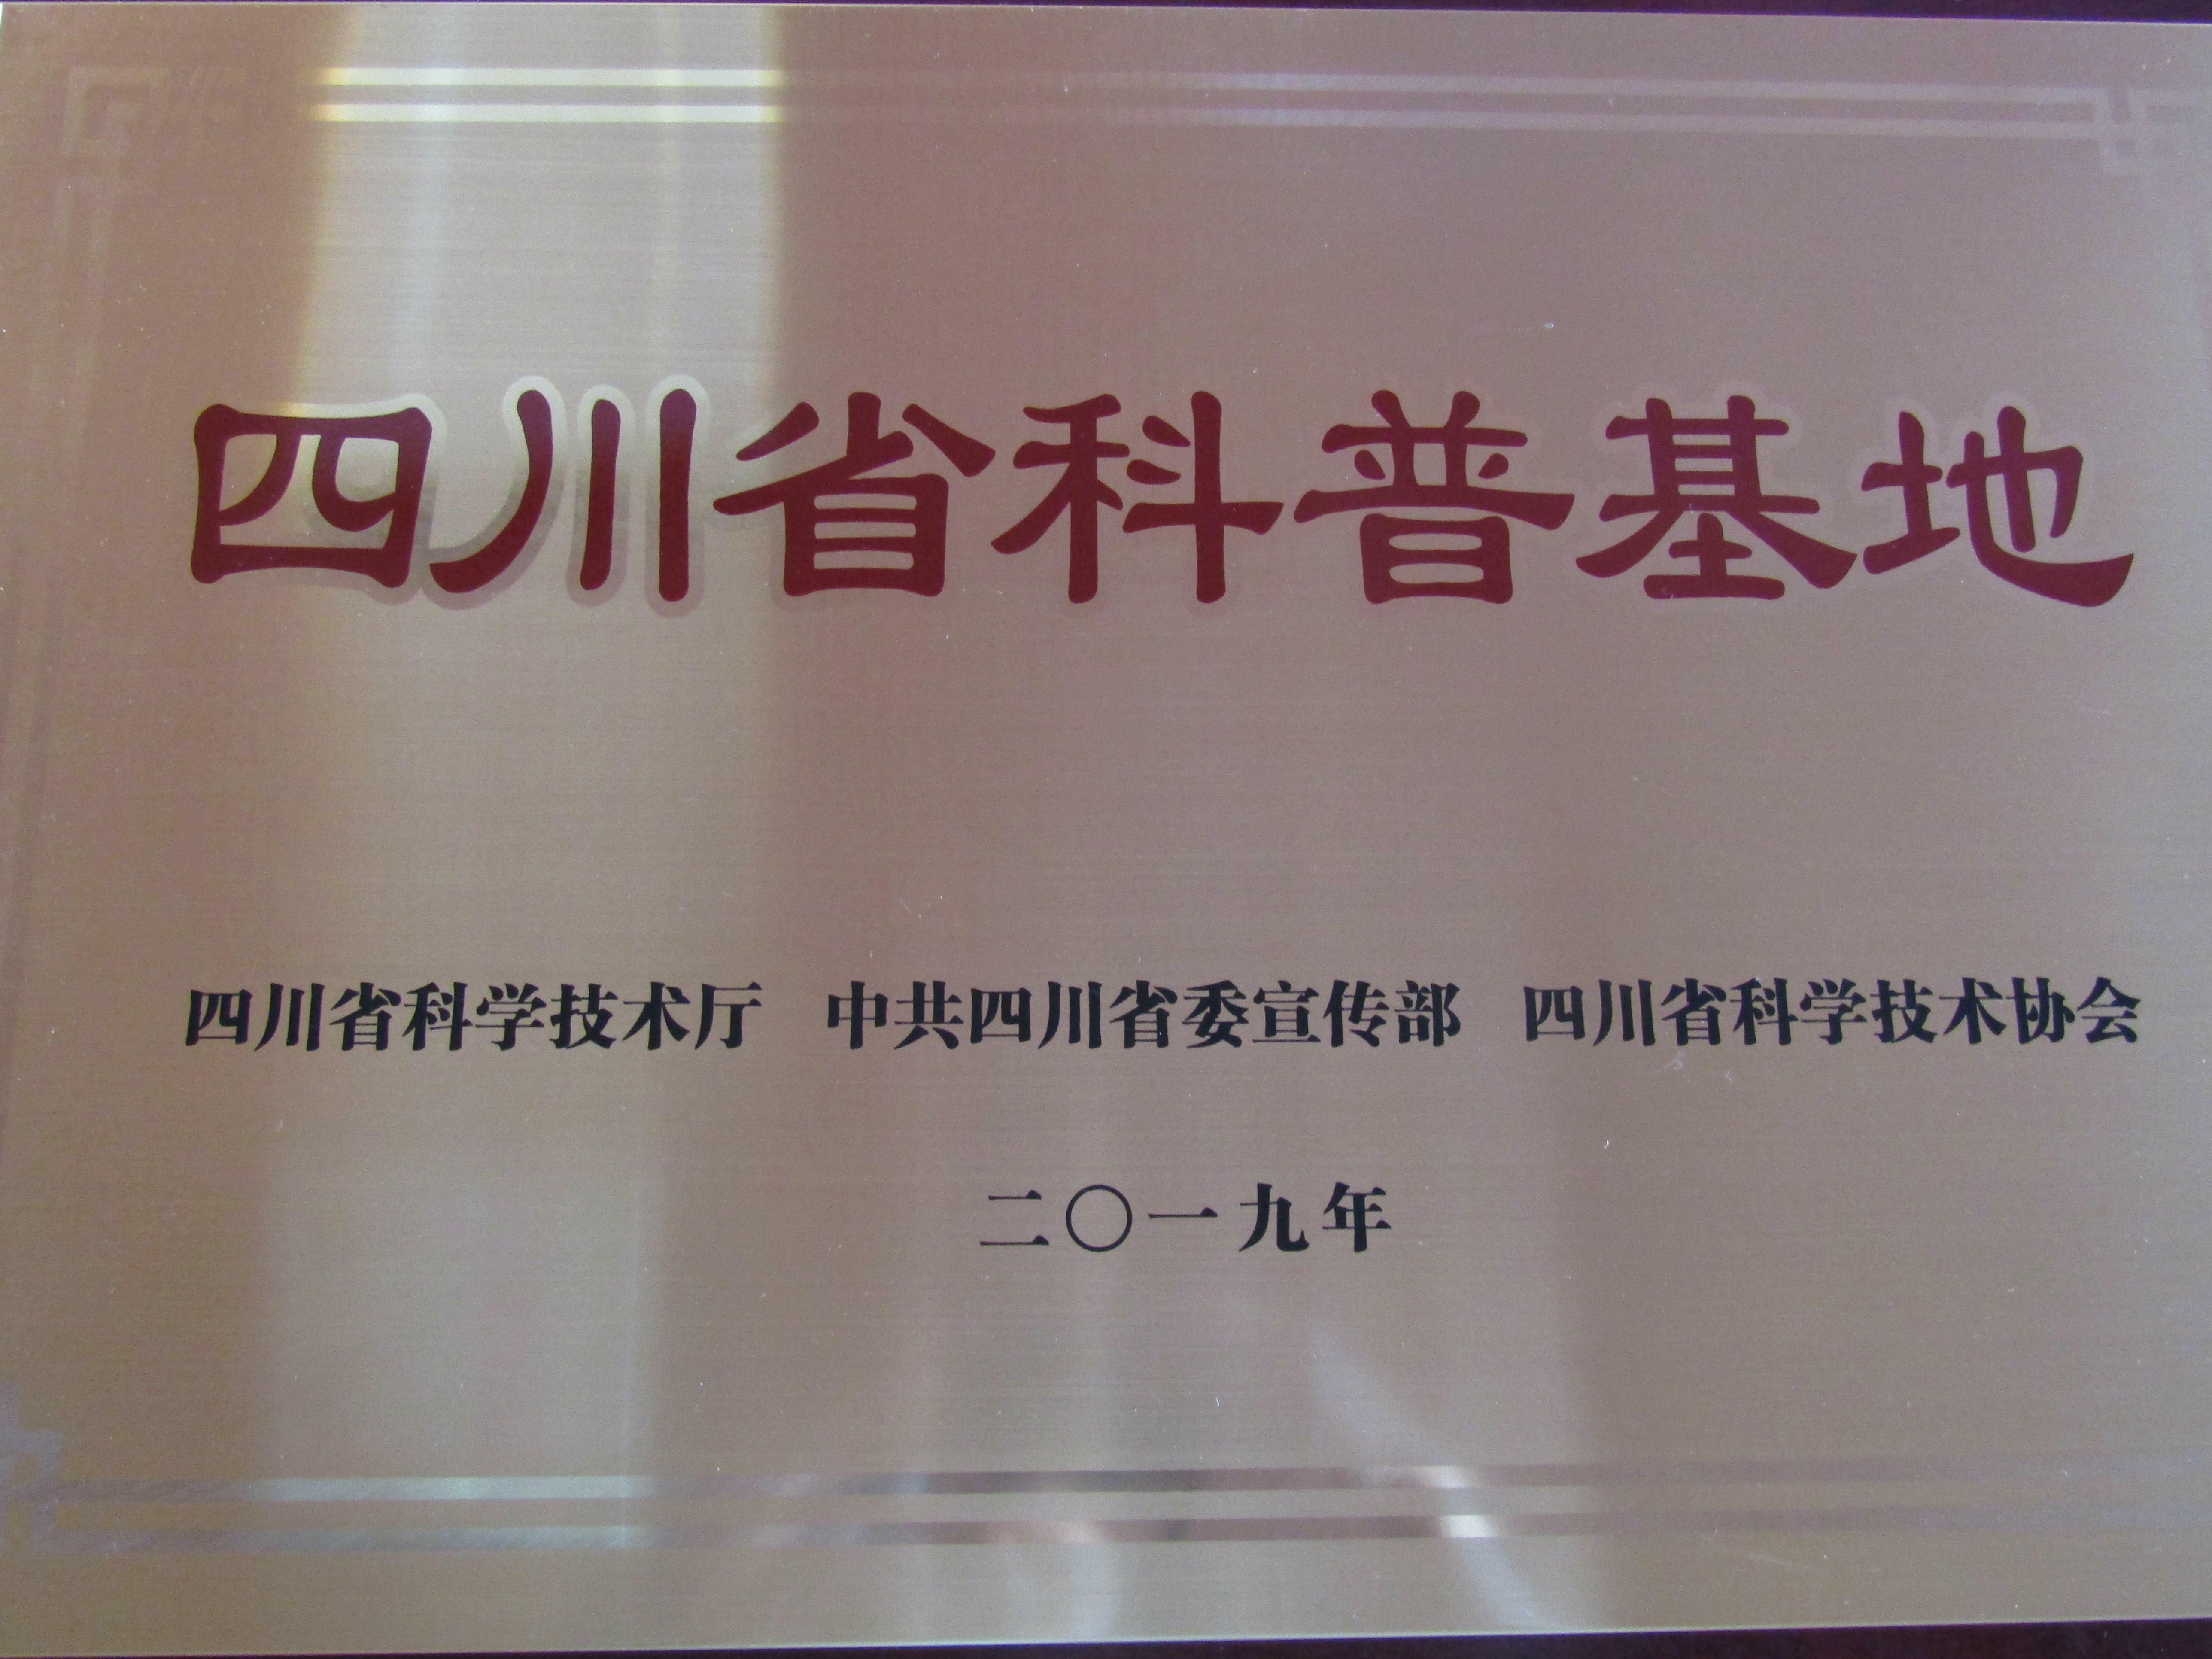 四川省科普基地
四川省科学技术厅 中共四川省委宣传部 四川省科学技术协会
二〇一九年